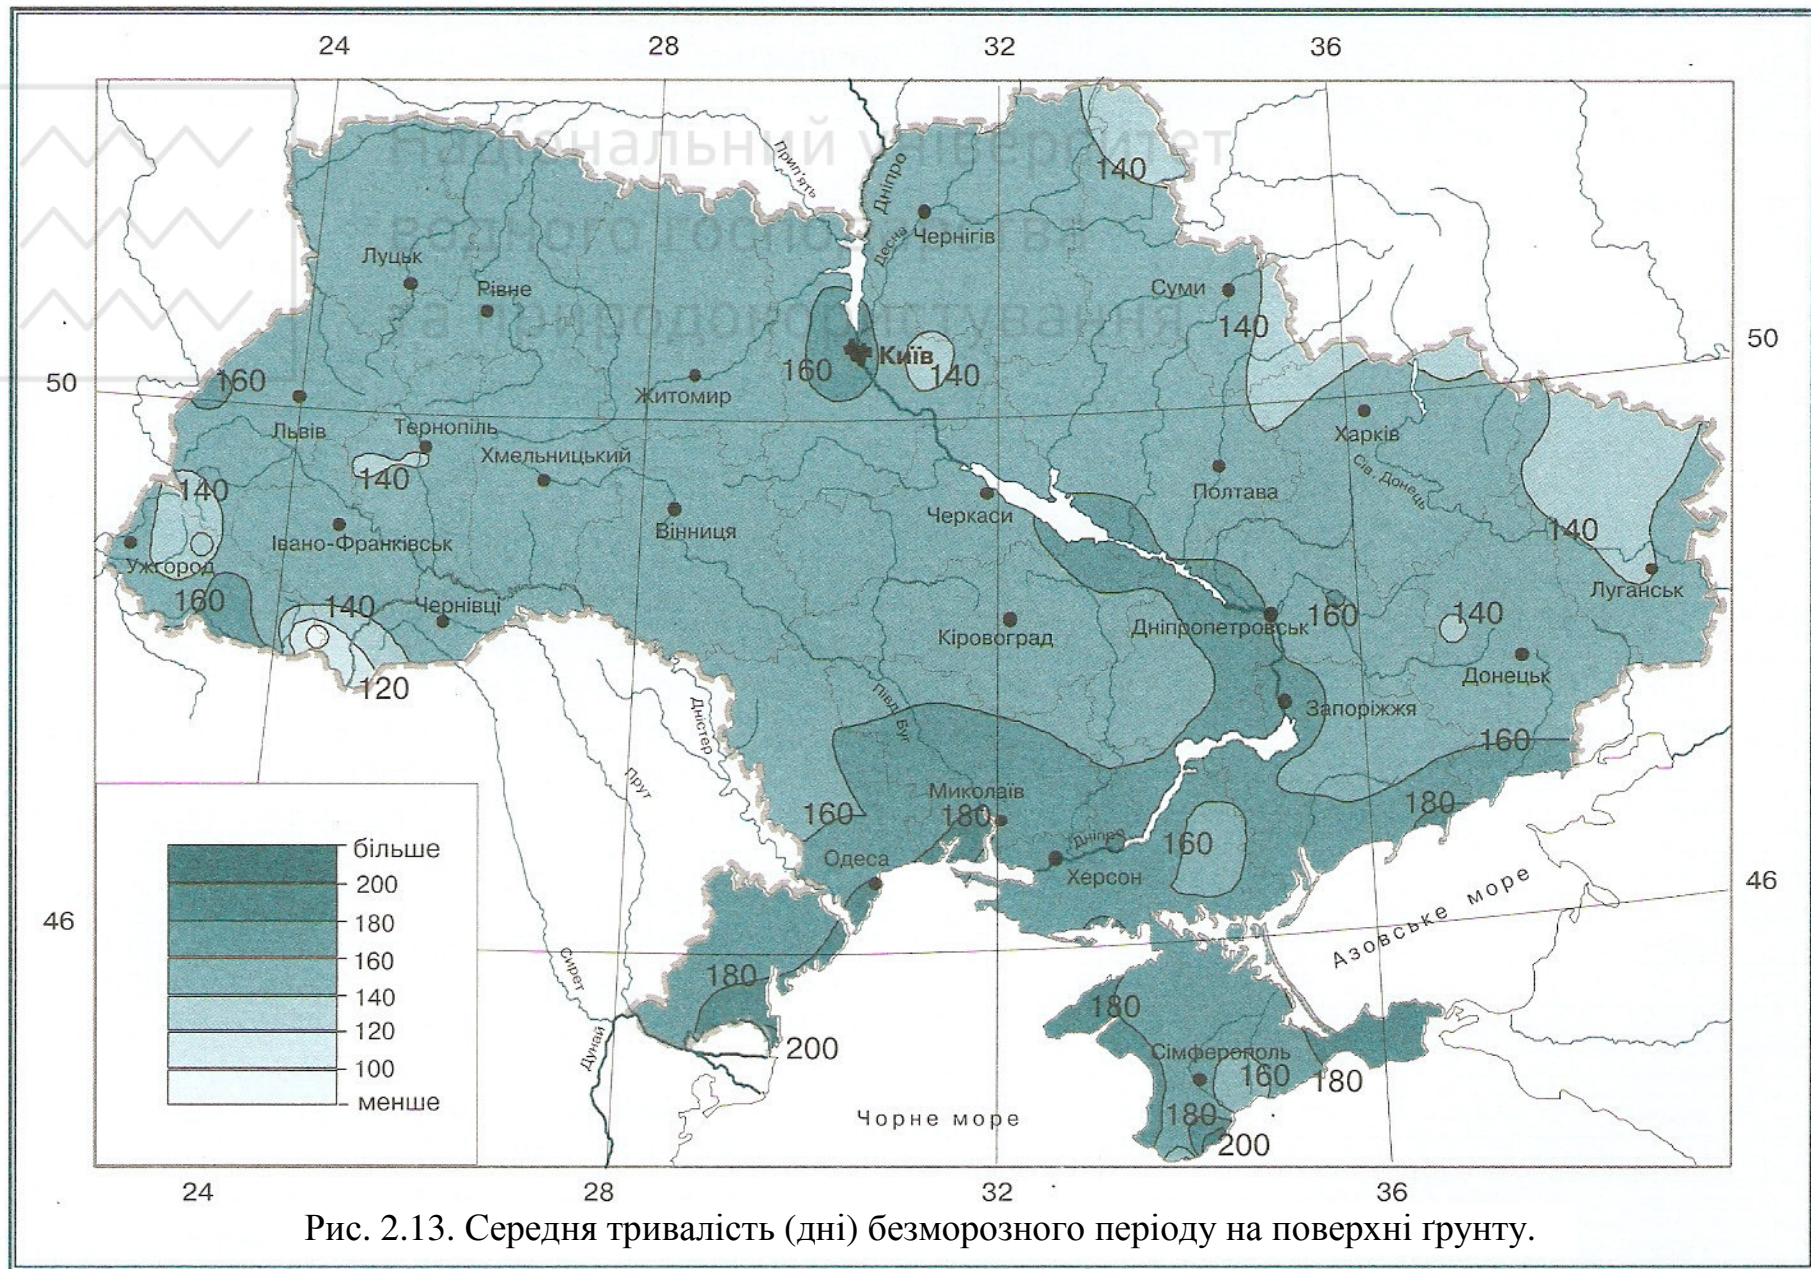 24 28 32 36
Національний університет
водного господарства
та природокористування
Прип'ять
Дніпро
140
Десна
Чернігів
Луцьк
Рівне
Суми
140
50
Київ
160
140
50
160
Житомир
Львів
Тернопіль
Харків
Хмельницький
140
Сів. Донець
140
Полтава
Черкаси
Вінниця
140
Івано-Франківськ
Ужгород
Луганськ
160
140
Чернівці
160
140
Дніпропетровськ
Кіровоград
Донецьк
120
Півд. Буг
Дністер
Запоріжжя
160
Прут
Миколаїв
180
160
180
Дніпро
160
Одеса
Херсон
46
Азовське море
46
Сирет
180
180
Дунай
200
Сімферополь
160
180
Чорне море
180
200
більше
200
180
160
140
120
100
менше
24 28 32 36
Рис. 2.13. Середня тривалість (дні) безморозного періоду на поверхні ґрунту.